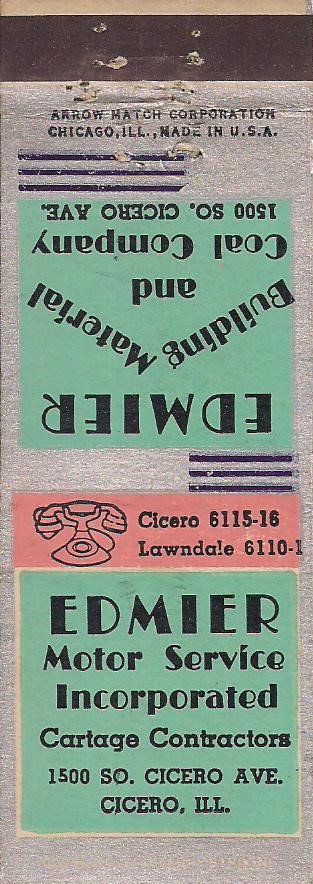 ARROW MATCH CORPORATION
CHICAGO, ILL., MADE IN U.S.A.
EDMIER
Building Material
and
Coal Company
1500 SO. CICERO AVE.
Cicero 6115-16
Lawndale 6110-1
EDMIER
Motor Service
Incorporated
Cartage Contractors
1500 SO. CICERO AVE.
CICERO, ILL.